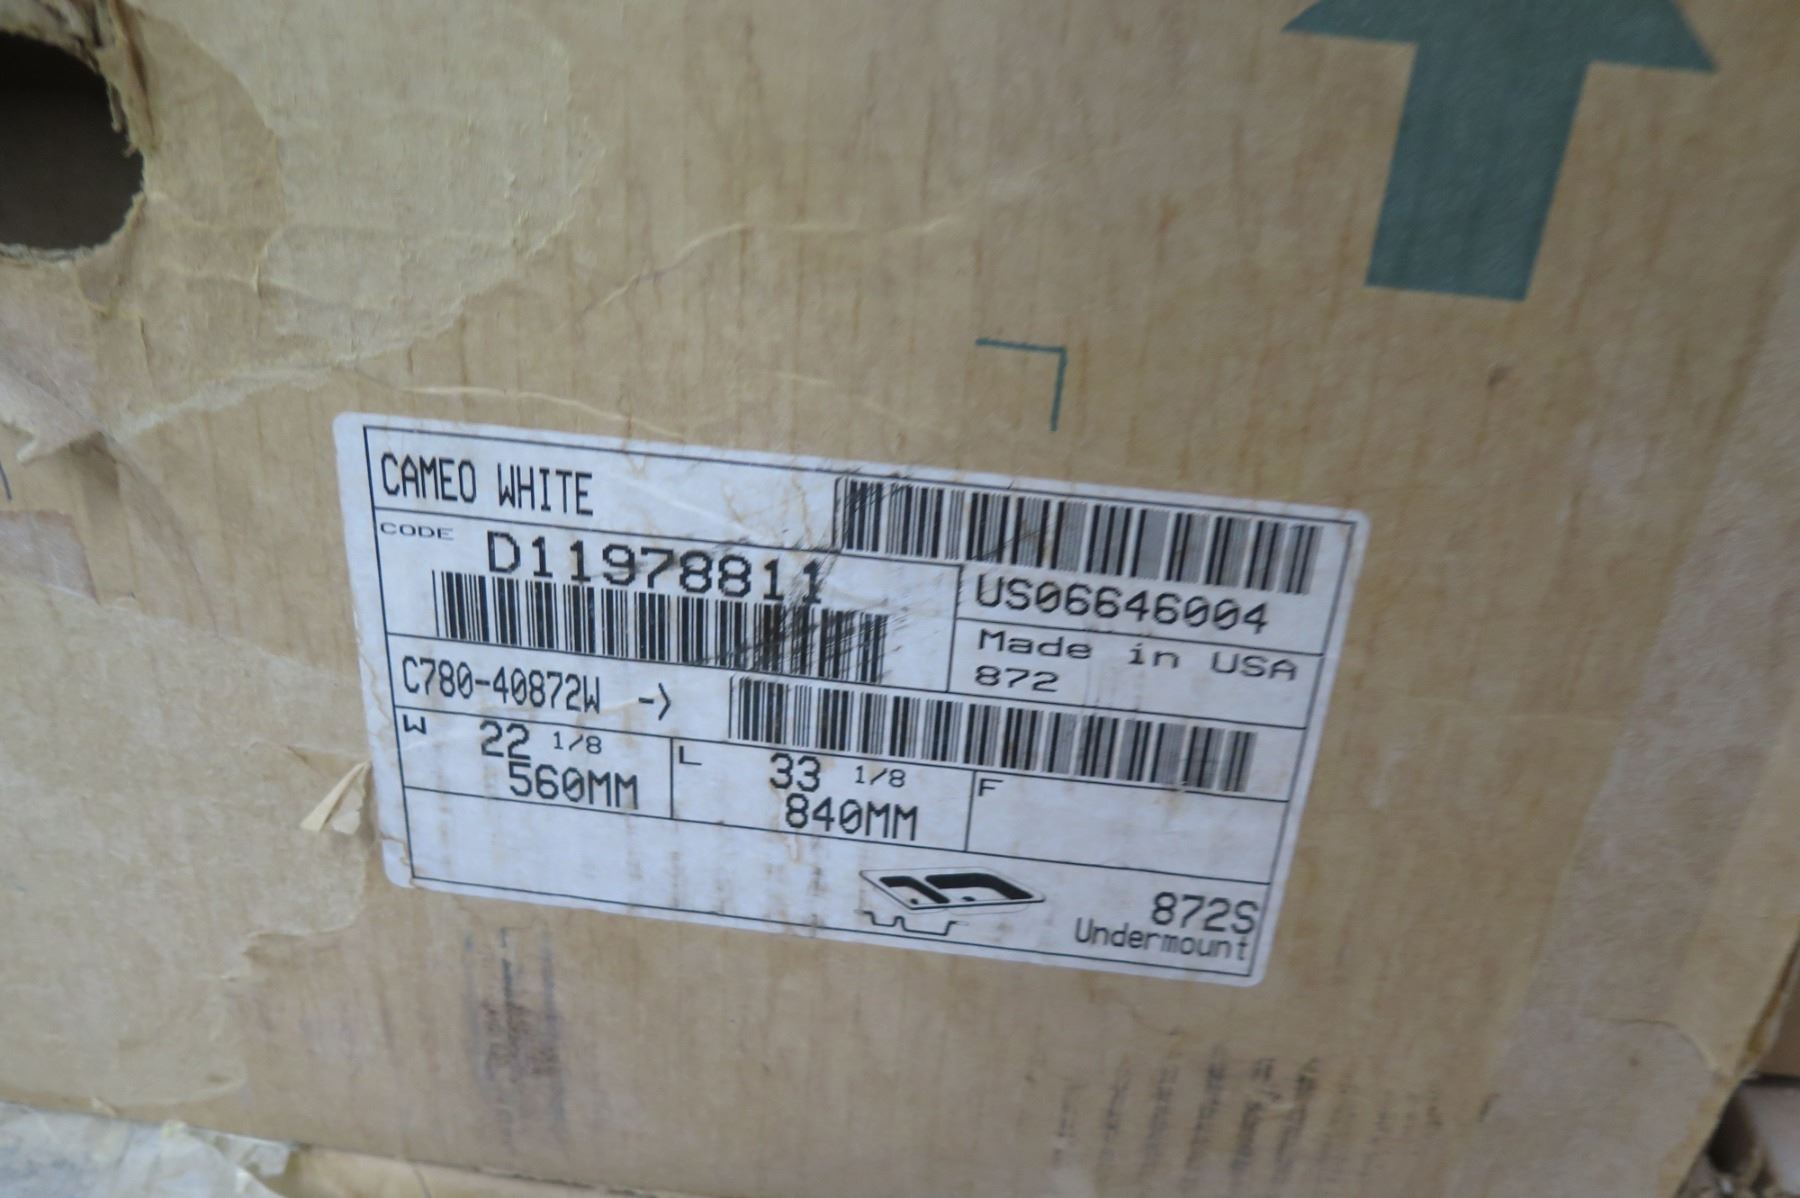 CAMEO WHITE
CODE
D11978811
US06646004
Made in USA
872
C780-40872W ->
W 22 1/8
560MM
L 33 1/8
840MM
F
872S
Undermount